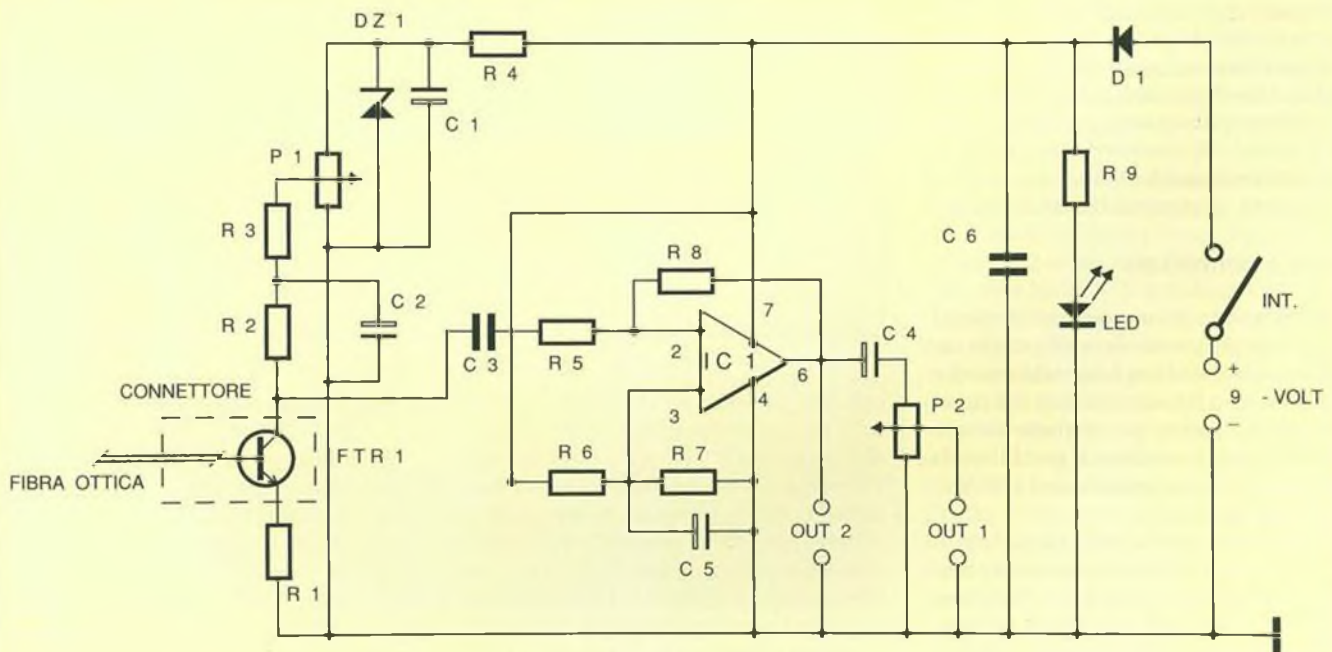 DZ 1
R 4
C 1
D 1
P 1
R 9
R 3
C 6
R 8
C 2
R 2
7
INT.
LED
C 4
2
IC 1
C 3
R 5
6
+
CONNETTORE
4
P 2
9 - VOLT
3
–
R 6
R 7
FTR 1
FIBRA OTTICA
OUT 2
OUT 1
C 5
R 1